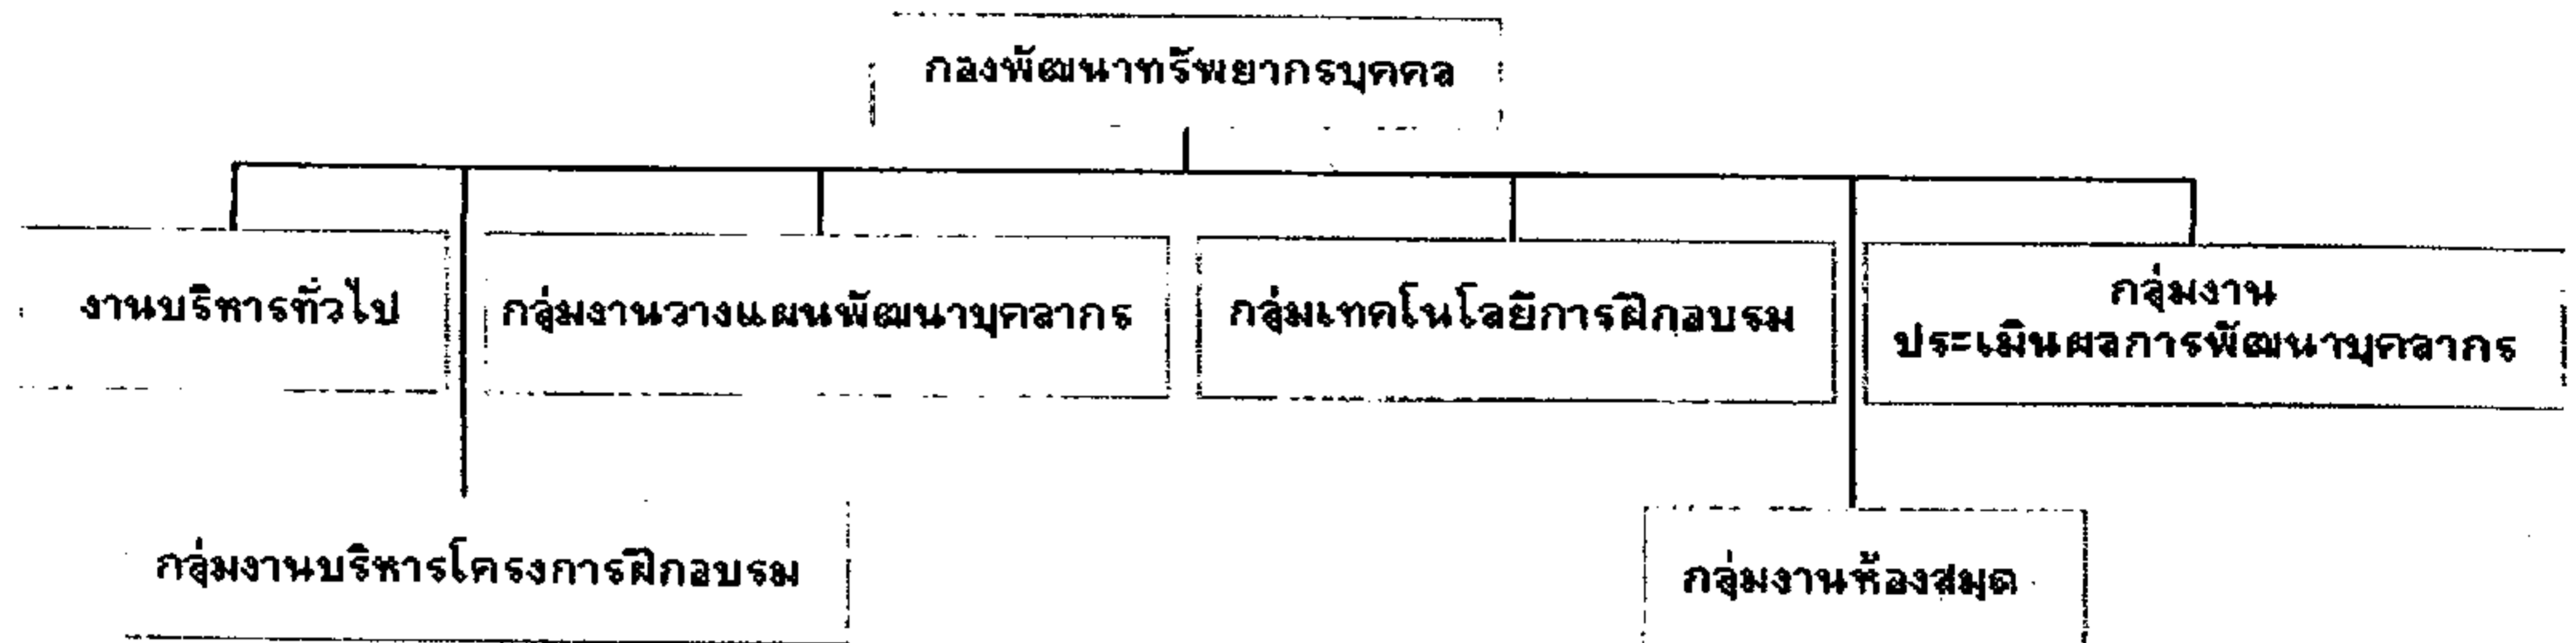 กองพัฒนาทรัพยากรบุคคล
งานบริหารทั่วไป
กลุ่มงานวางแผนพัฒนาบุคลากร
กลุ่มเทคโนโลยีการฝึกอบรม
กลุ่มงาน
ประเมินผลการพัฒนาบุคลากร
กลุ่มงานบริหารโครงการฝึกอบรม
กลุ่มงานห้องสมุด